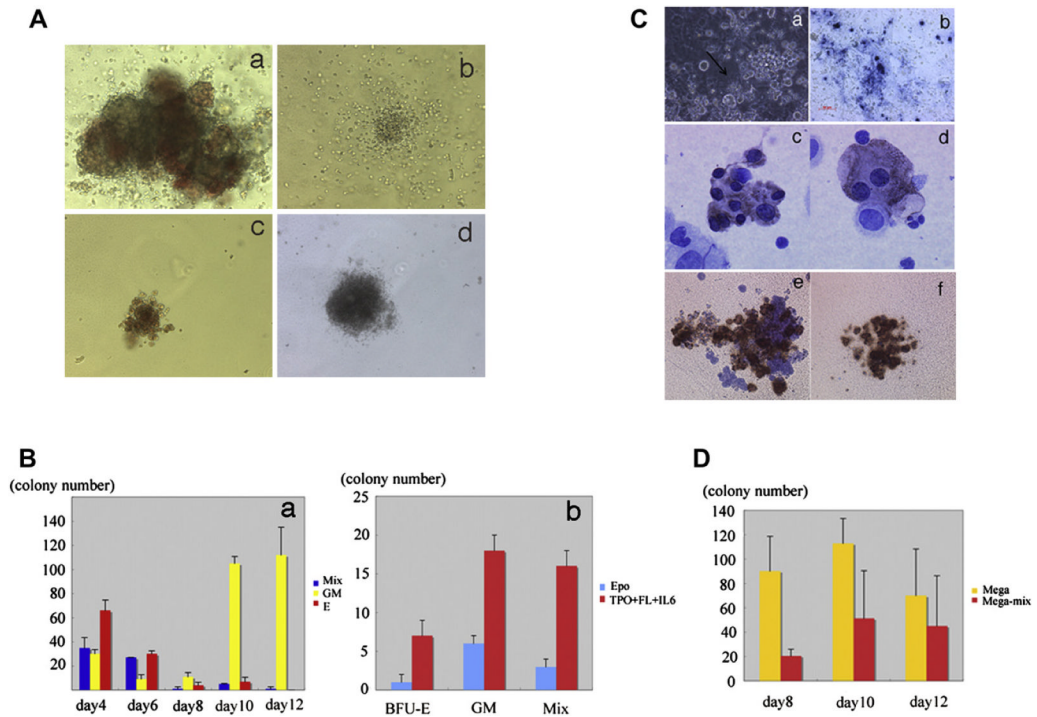 A
a
b
c
d
C
a
b
c
d
e
f
B
(colony number)
a
140
120
100
80
60
40
20
day4 day6 day8 day10 day12
Mix
GM
E
(colony number)
b
25
20
15
10
5
0
BFU-E GM Mix
Epo
TPO+FL+IL6
D
(colony number)
140
120
100
80
60
40
20
0
day8 day10 day12
Mega
Mega-mix